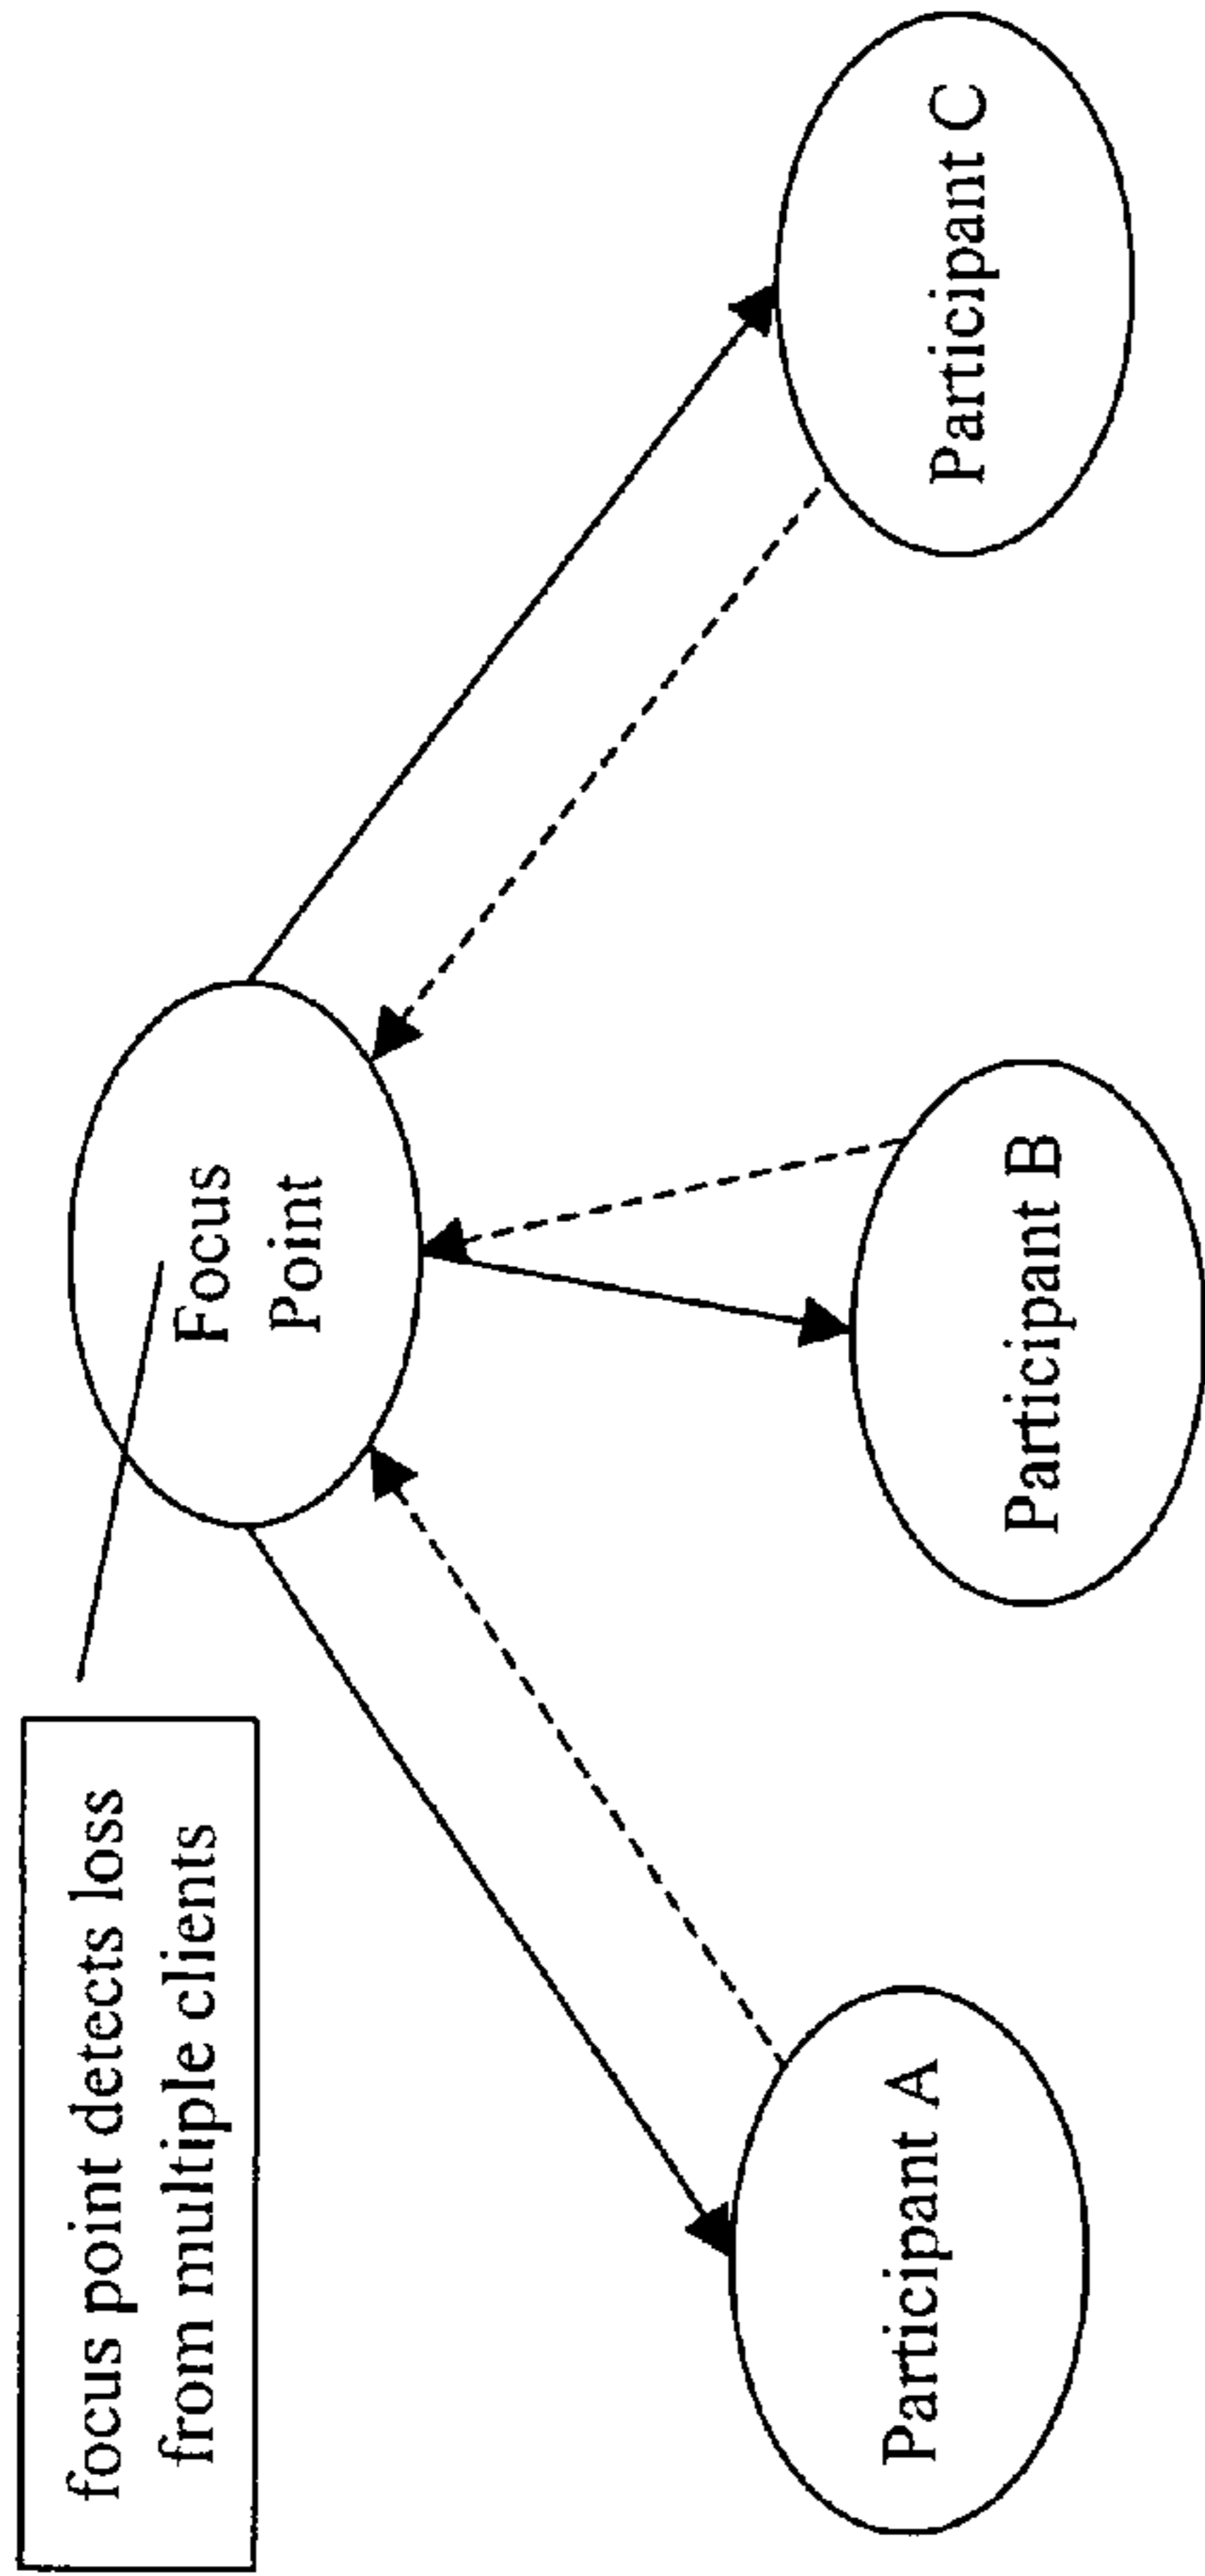 focus point detects loss
from multiple clients
Focus
Point
Participant A
Participant B
Participant C